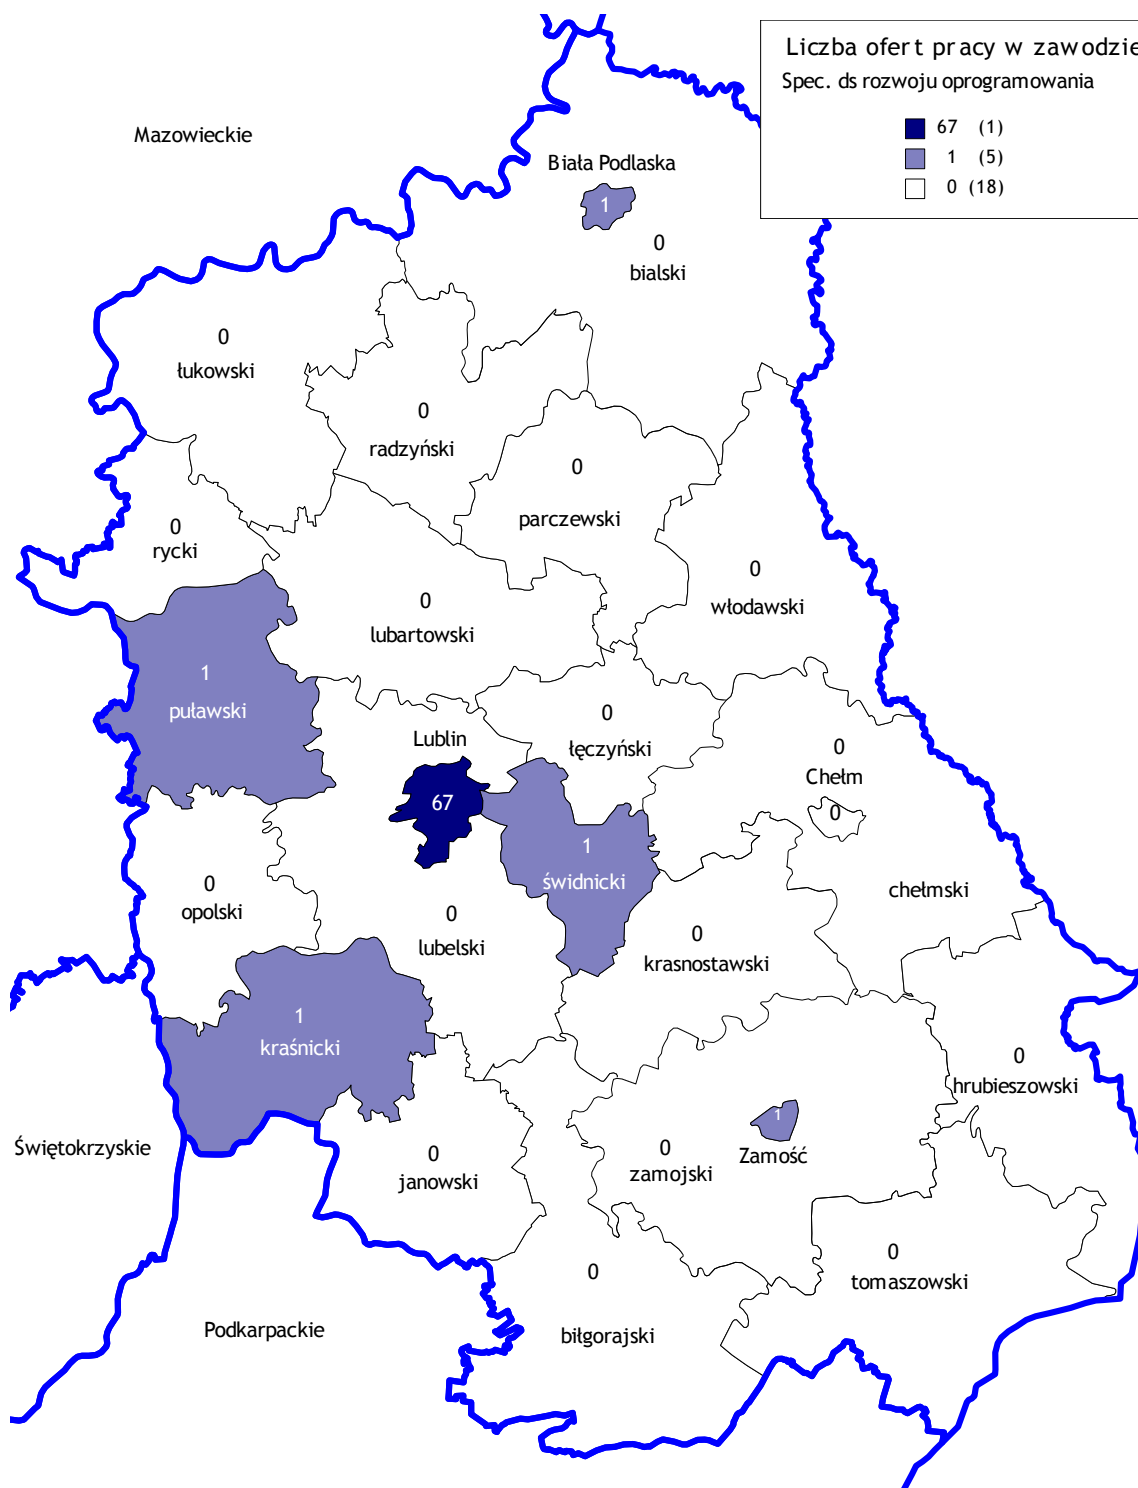 Liczba ofert pracy w zawodzie
Spec. ds rozwoju oprogramowania
67 (1)
1 (5)
0 (18)
Mazowieckie
Biała Podlaska
1
0
bialski
0
łukowski
0
radzyński
0
parczewski
0
rycki
0
włodawski
0
lubartowski
1
puławski
0
łęczyński
Lublin
67
0
Chełm
0
chełmski
1
świdnicki
0
opolski
0
lubelski
0
krasnostawski
1
kraśnicki
0
hrubieszowski
Świętokrzyskie
0
janowski
0
zamojski
1
Zamość
0
tomaszowski
0
biłgorajski
Podkarpackie